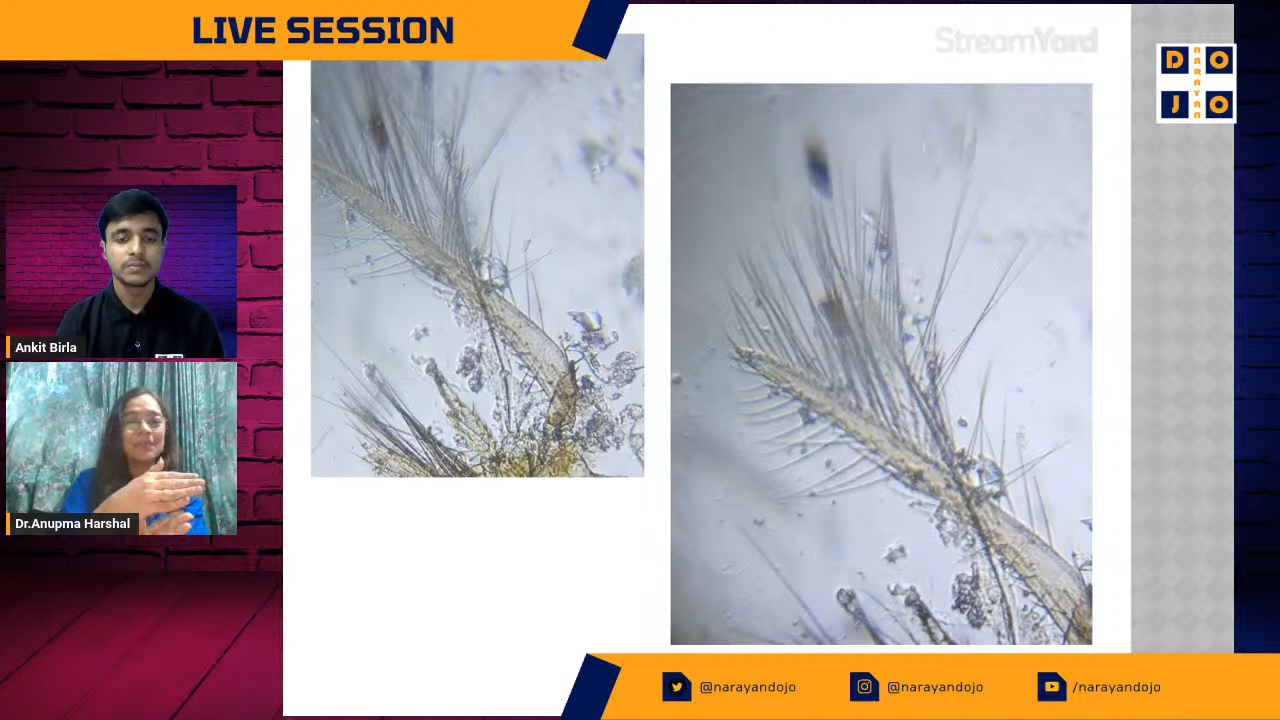 LIVE SESSION
StreamYard
D O
NARAYAN
J O
Ankit Birla
Dr.Anupma Harshal
@narayandojo
@narayandojo
/narayandojo